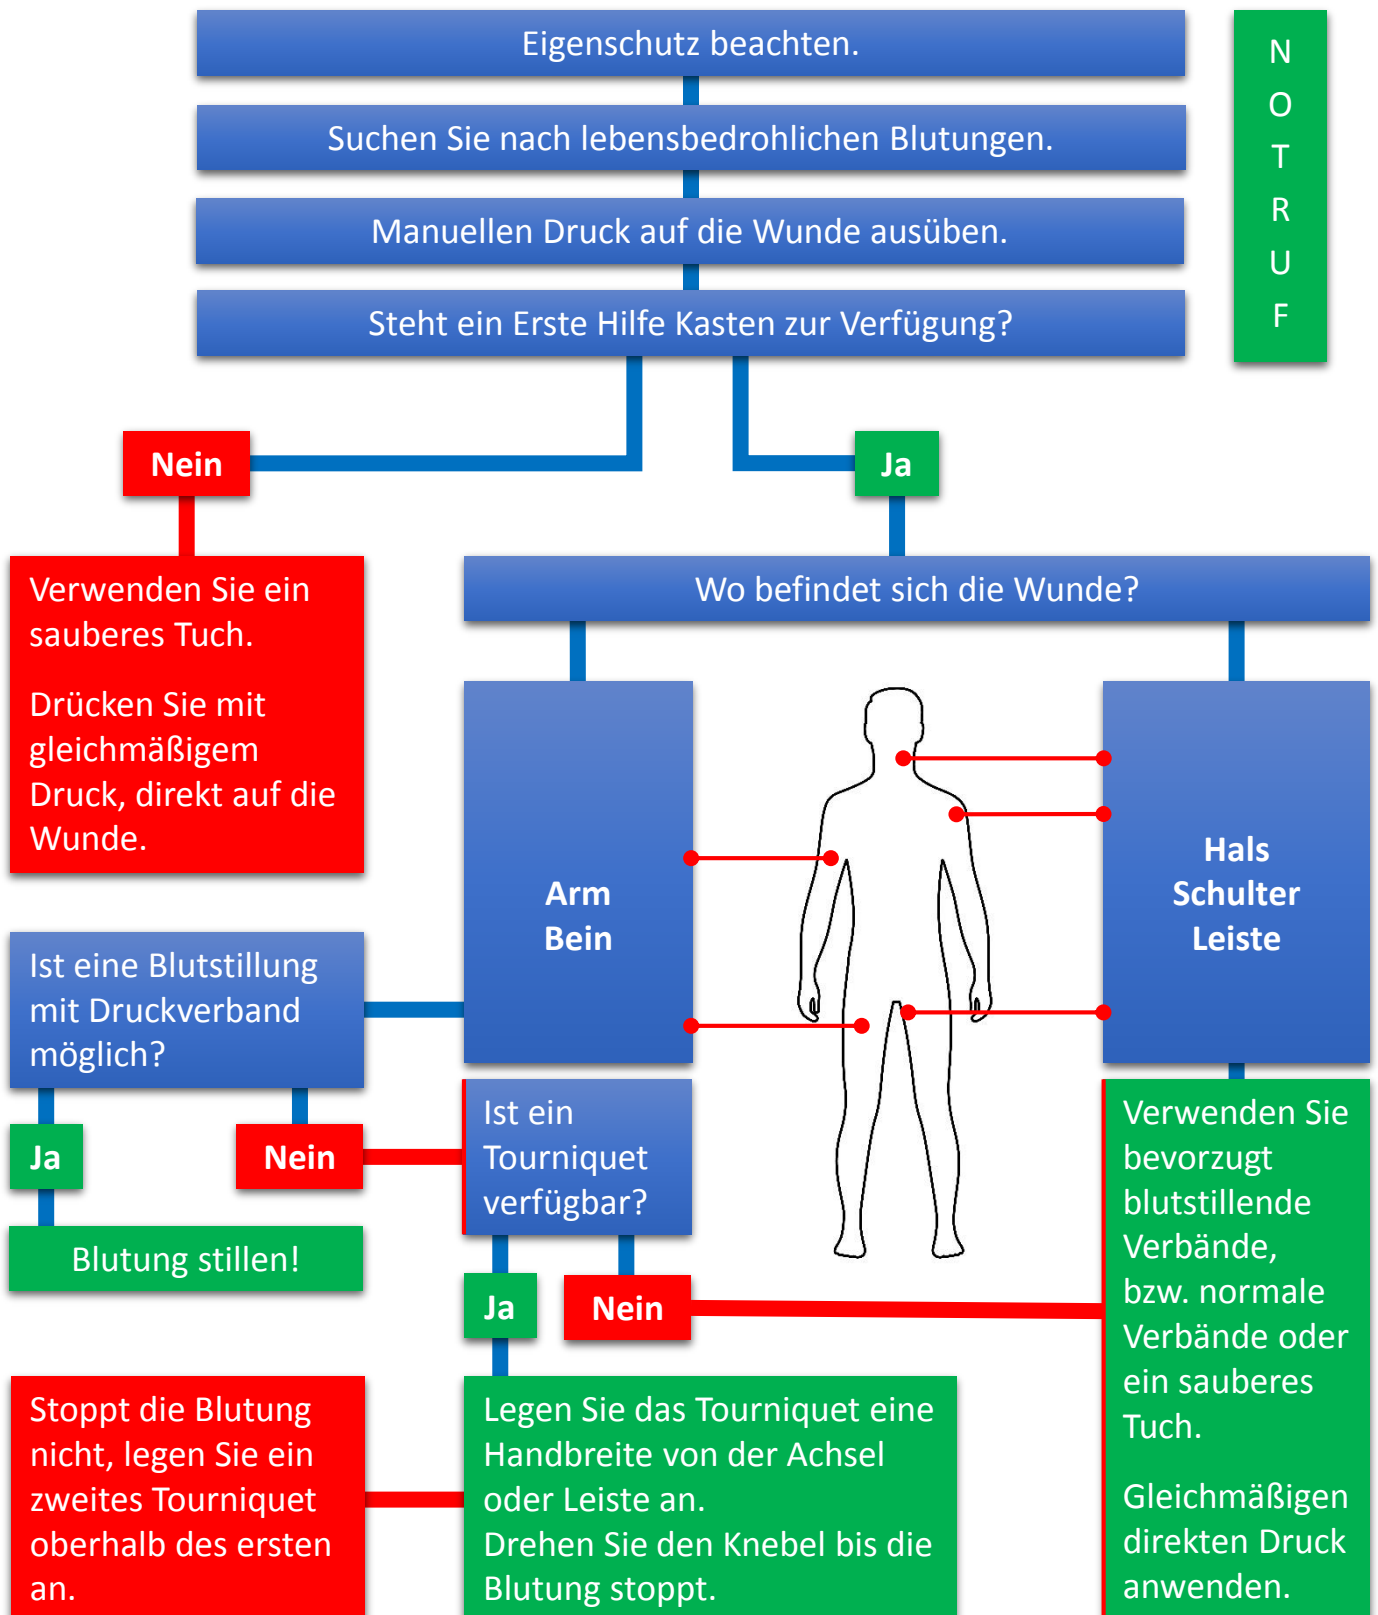 Eigenschutz beachten.
N
O
T
R
U
F
Suchen Sie nach lebensbedrohlichen Blutungen.
Manuellen Druck auf die Wunde ausüben.
Steht ein Erste Hilfe Kasten zur Verfügung?
Nein
Ja
Verwenden Sie ein
sauberes Tuch.
Drücken Sie mit
gleichmäßigem
Druck, direkt auf die
Wunde.
Wo befindet sich die Wunde?
Arm
Bein
Hals
Schulter
Leiste
Ist eine Blutstillung
mit Druckverband
möglich?
Ja
Nein
Blutung stillen!
Ist ein
Tourniquet
verfügbar?
Ja
Nein
Verwenden Sie
bevorzugt
blutstillende
Verbände,
bzw. normale
Verbände oder
ein sauberes
Tuch.
Gleichmäßigen
direkten Druck
anwenden.
Stoppt die Blutung
nicht, legen Sie ein
zweites Tourniquet
oberhalb des ersten
an.
Legen Sie das Tourniquet eine
Handbreite von der Achsel
oder Leiste an.
Drehen Sie den Knebel bis die
Blutung stoppt.